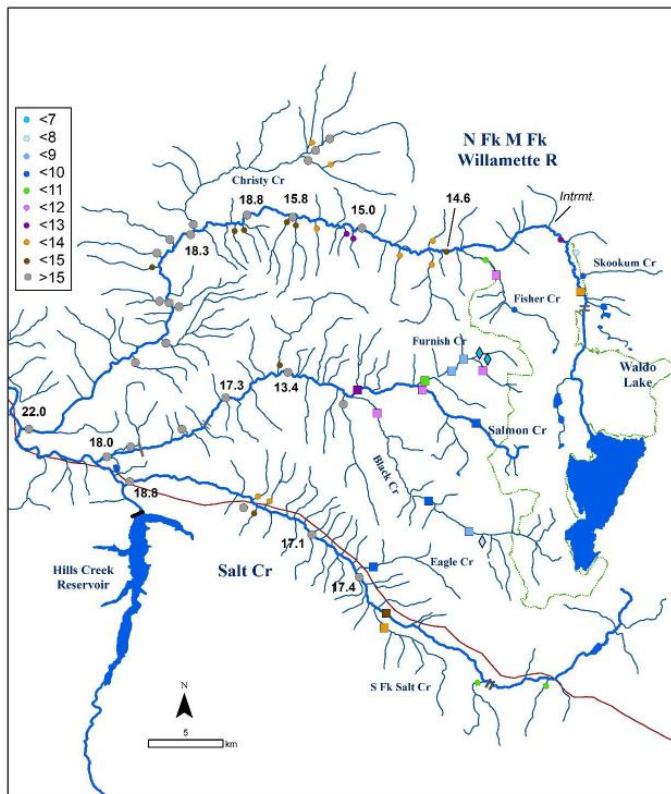 <7
<8
<9
<10
<11
<12
<13
<14
<15
>15
N Fk M Fk
Willamette R
Christy Cr
Intrmt.
18.8
15.8
15.0
14.6
18.3
Skookum Cr
Fisher Cr
Furnish Cr
Waldo
Lake
17.3
13.4
22.0
18.0
Salmon Cr
18.8
Black Cr
17.1
Salt Cr
Eagle Cr
Hills Creek
Reservoir
17.4
S Fk Salt Cr
N
5
km